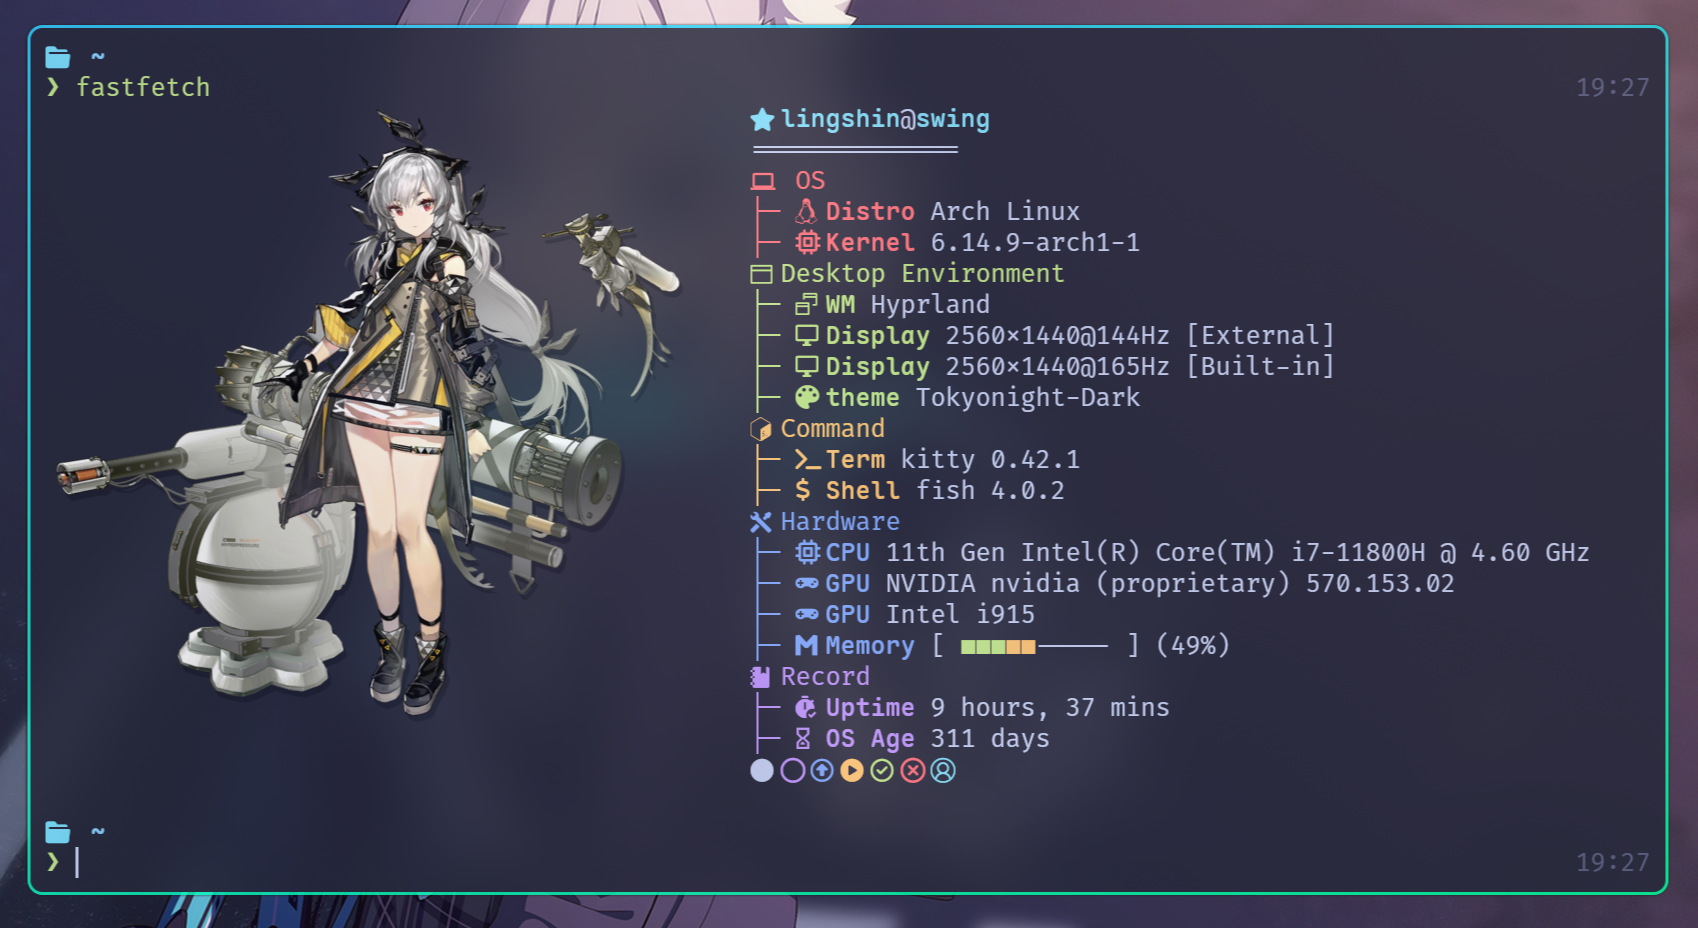 ~
❯ fastfetch 19:27
lingshin@swing
OS
Distro Arch Linux
Kernel 6.14.9-arch1-1
Desktop Environment
WM Hyprland
Display 2560×1440@144Hz [External]
Display 2560×1440@165Hz [Built-in]
theme Tokyonight-Dark
Command
Term kitty 0.42.1
$ Shell fish 4.0.2
Hardware
CPU 11th Gen Intel(R) Core(TM) i7-11800H @ 4.60 GHz
GPU NVIDIA nvidia (proprietary) 570.153.02
GPU Intel i915
Memory [ ■■■■■----- ] (49%)
Record
Uptime 9 hours, 37 mins
OS Age 311 days
~
❯ 19:27